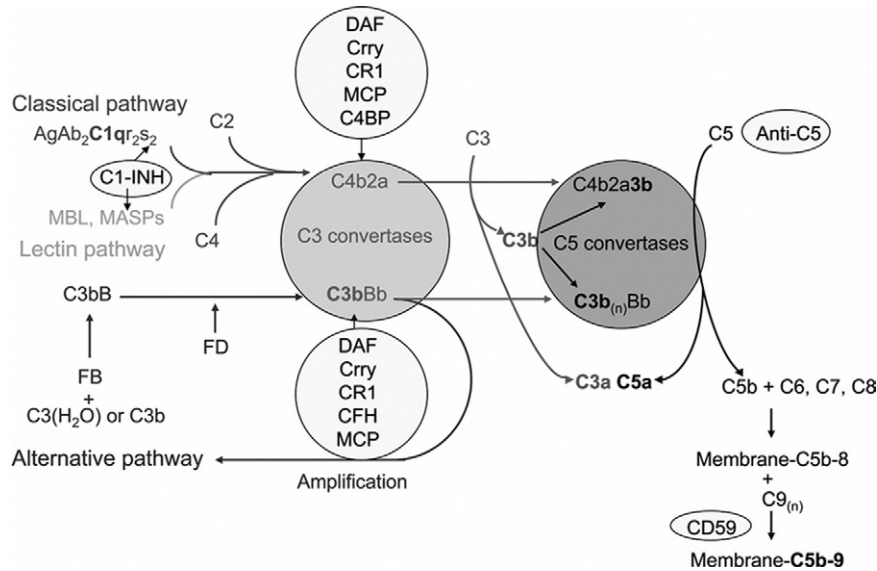 DAF
Crry
CR1
MCP
C4BP
Classical pathway
AgAb₂C1qr₂s₂
C1-INH
MBL, MASPs
Lectin pathway
C2
C4
C4b2a
C3 convertases
C3bBb
C3
C3b
C4b2a3b
C5 convertases
C3b₍ₙ₎Bb
C5
Anti-C5
C3bB
FD
FB
+
C3(H₂O) or C3b
Alternative pathway
DAF
Crry
CR1
CFH
MCP
Amplification
C3a C5a
C5b + C6, C7, C8
Membrane-C5b-8
+
C9₍ₙ₎
CD59
Membrane-C5b-9